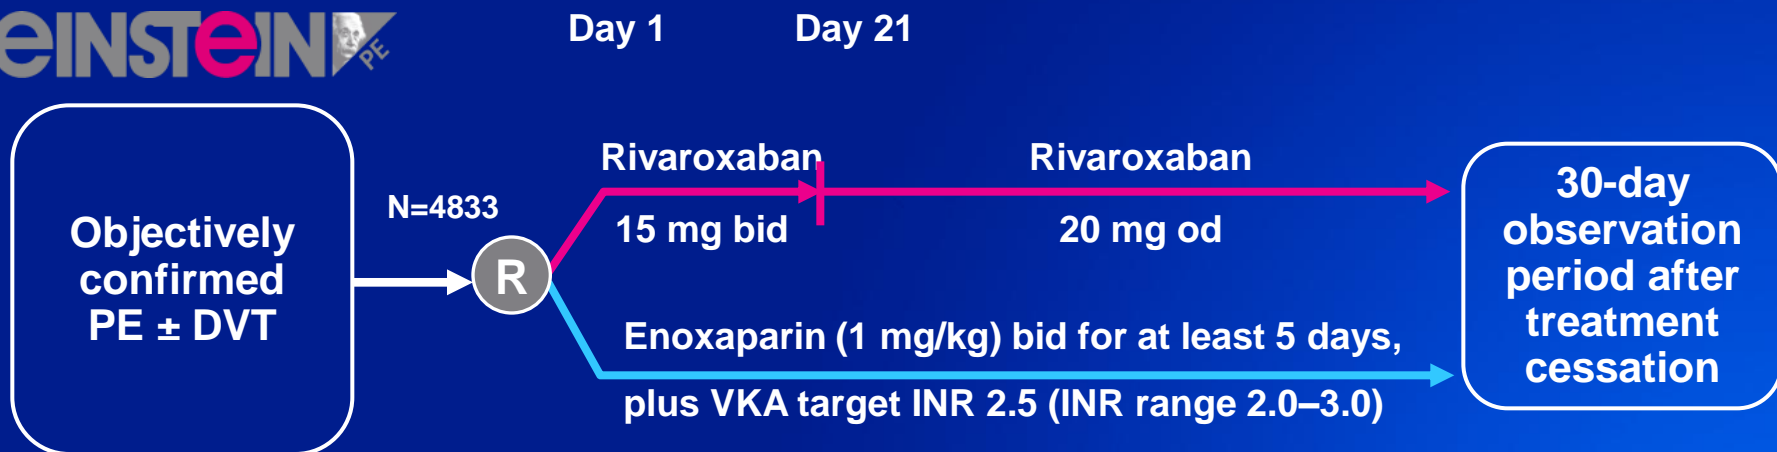 EINSTEIN PE
Day 1 Day 21
Objectively
confirmed
PE ± DVT
N=4833
R
Rivaroxaban
15 mg bid
Rivaroxaban
20 mg od
Enoxaparin (1 mg/kg) bid for at least 5 days,
plus VKA target INR 2.5 (INR range 2.0–3.0)
30-day
observation
period after
treatment
cessation